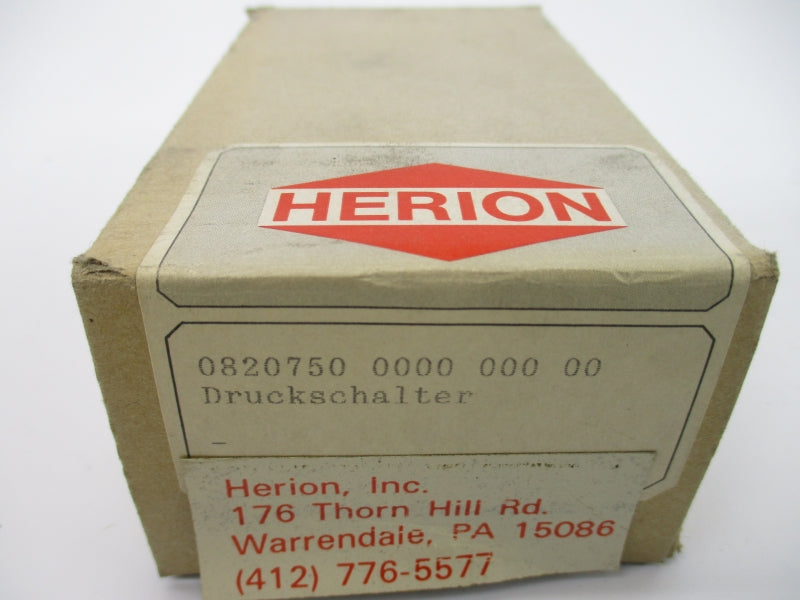 HERION
0820750 0000 000 00
Druckschalter
–
Herion, Inc.
176 Thorn Hill Rd.
Warrendale, PA 15086
(412) 776-5577